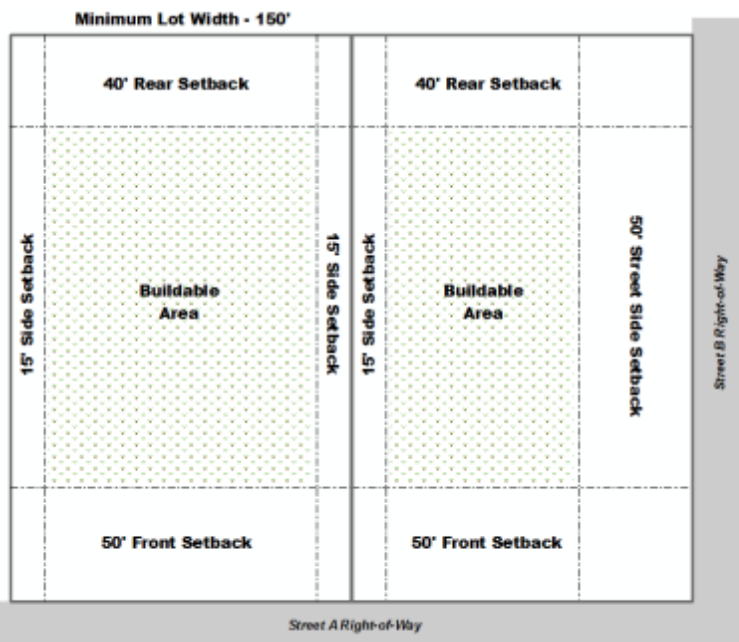 Minimum Lot Width - 150'
40' Rear Setback
40' Rear Setback
15' Side Setback
Buildable
Area
15' Side Setback
15' Side Setback
Buildable
Area
50' Street Side Setback
Street B Right-of-Way
50' Front Setback
50' Front Setback
Street A Right-of-Way